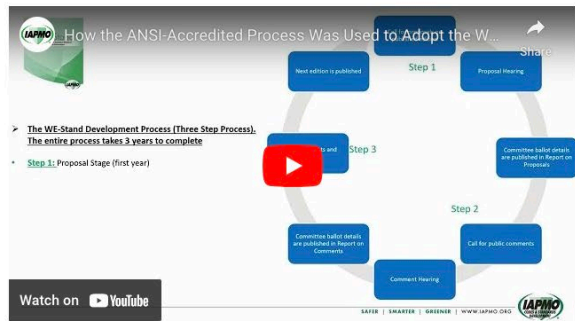 IAPMO
How the ANSI-Accredited Process Was Used to Adopt the W...
Share
IAPMO
Step 1
Next edition is published
Proposal Hearing
➤ The WE-Stand Development Process (Three Step Process).
The entire process takes 3 years to complete
• Step 1: Proposal Stage (first year)
and
Step 3
Committee ballot details
are published in Report on
Proposals
Step 2
Committee ballot details
are published in Report on
Comments
Call for public comments
Comment Hearing
Watch on YouTube
SAFER | SMARTER | GREENER | WWW.IAPMO.ORG
IAPMO